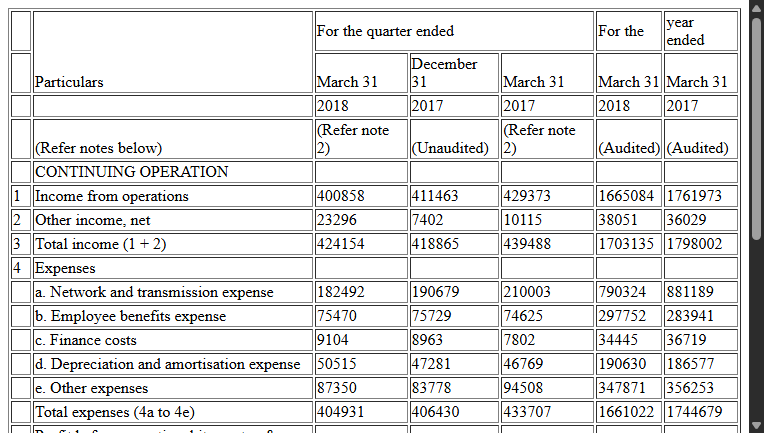 For the quarter ended For the year ended
Particulars March 31 December 31 March 31 March 31 March 31
2018 2017 2017 2018 2017
(Refer notes below) (Refer note 2) (Unaudited) (Refer note 2) (Audited) (Audited)
CONTINUING OPERATION
1 Income from operations 400858 411463 429373 1665084 1761973
2 Other income, net 23296 7402 10115 38051 36029
3 Total income (1 + 2) 424154 418865 439488 1703135 1798002
4 Expenses
a. Network and transmission expense 182492 190679 210003 790324 881189
b. Employee benefits expense 75470 75729 74625 297752 283941
c. Finance costs 9104 8963 7802 34445 36719
d. Depreciation and amortisation expense 50515 47281 46769 190630 186577
e. Other expenses 87350 83778 94508 347871 356253
Total expenses (4a to 4e) 404931 406430 433707 1661022 1744679